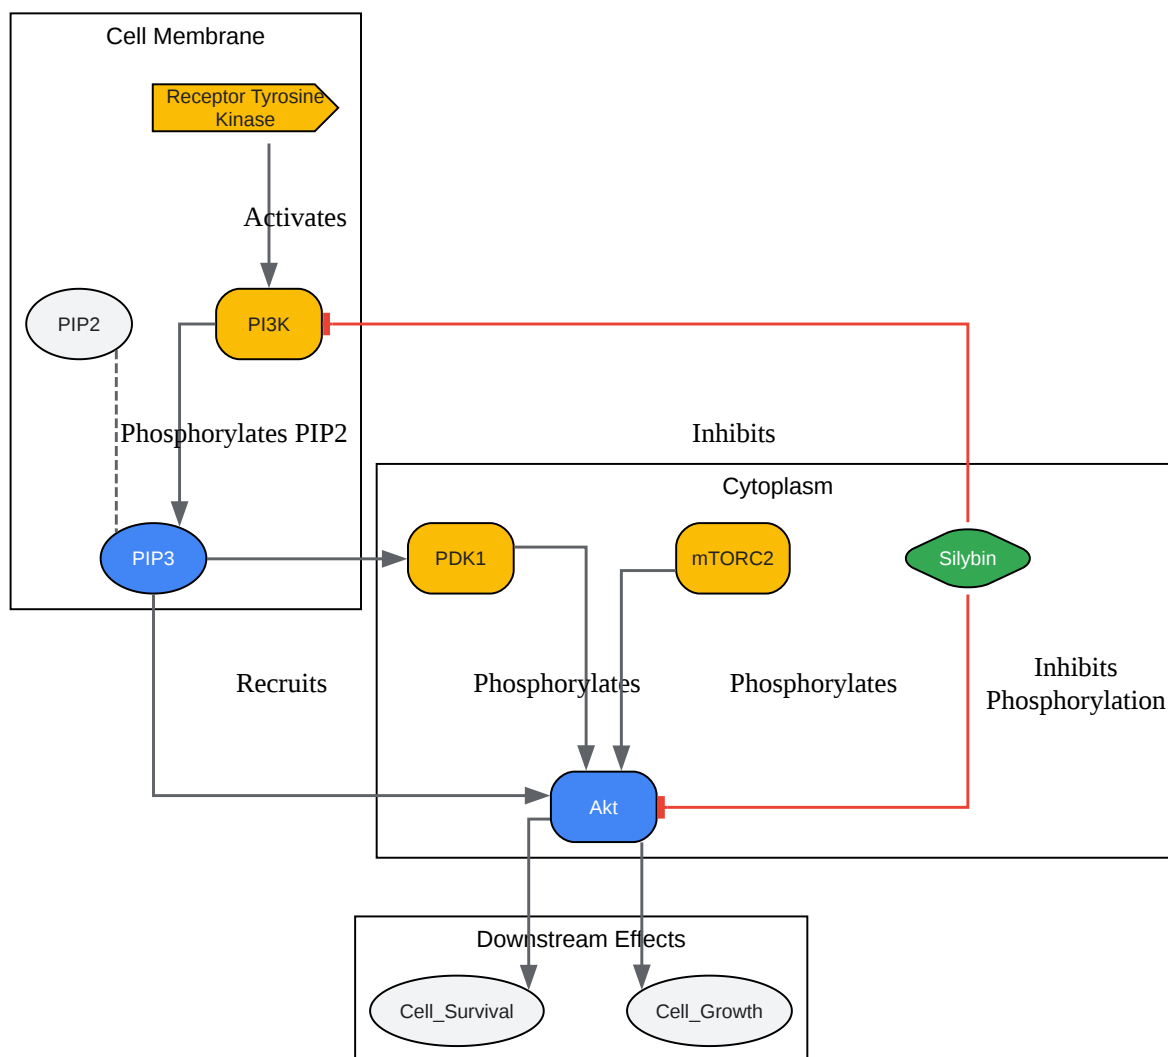 Cell Membrane
Receptor Tyrosine
Kinase
Activates
PIP2
PI3K
Phosphorylates PIP2
Inhibits
Cytoplasm
PIP3
PDK1
mTORC2
Silybin
Recruits
Phosphorylates
Phosphorylates
Inhibits
Phosphorylation
Akt
Downstream Effects
Cell_Survival
Cell_Growth